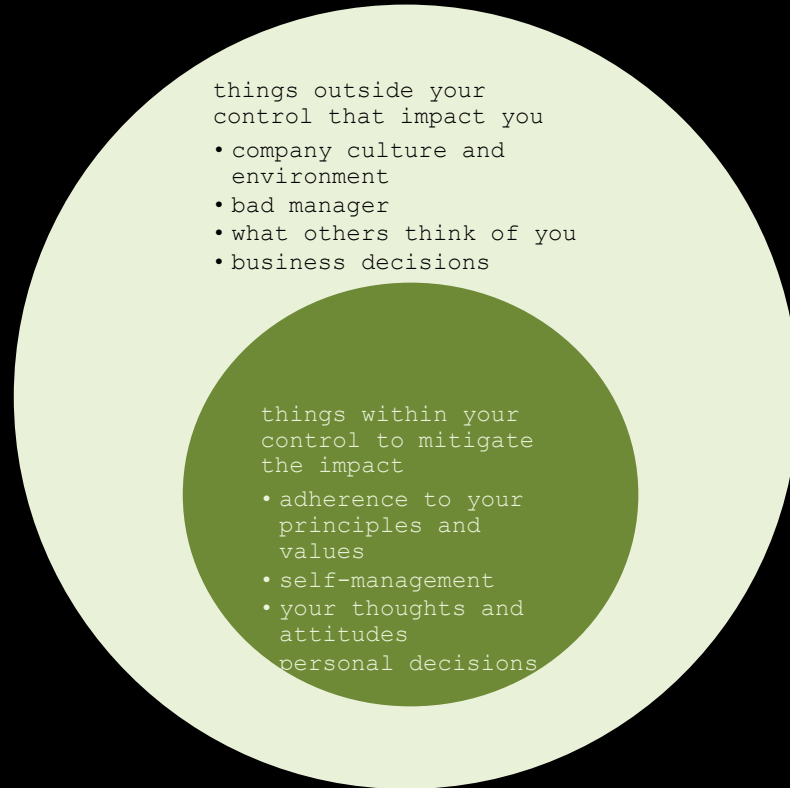 things outside your
control that impact you
• company culture and
environment
• bad manager
• what others think of you
• business decisions
things within your
control to mitigate
the impact
• adherence to your
principles and
values
• self-management
• your thoughts and
attitudes
personal decisions